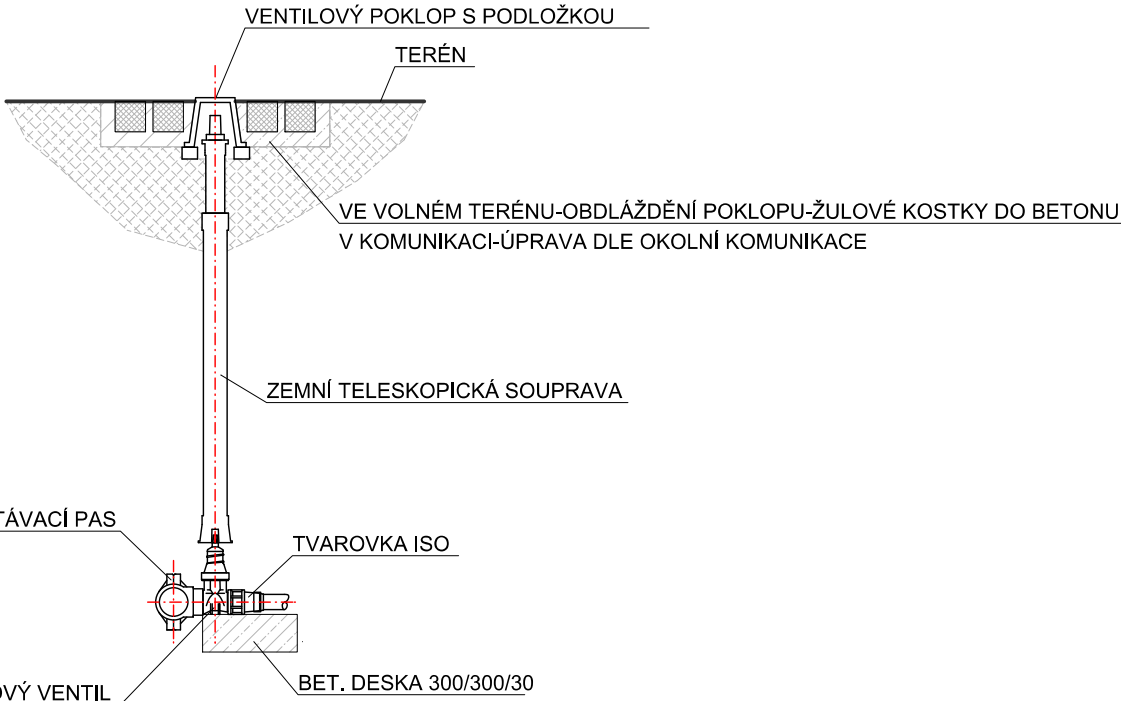 VENTILOVÝ POKLOP S PODLOŽKOU
TERÉN
VE VOLNÉM TERÉNU-OBDLÁŽDĚNÍ POKLOPU-ŽULOVÉ KOSTKY DO BETONU
V KOMUNIKACI-ÚPRAVA DLE OKOLNÍ KOMUNIKACE
ZEMNÍ TELESKOPICKÁ SOUPRAVA
TÁVACÍ PAS
TVAROVKA ISO
BET. DESKA 300/300/30
OVÝ VENTIL